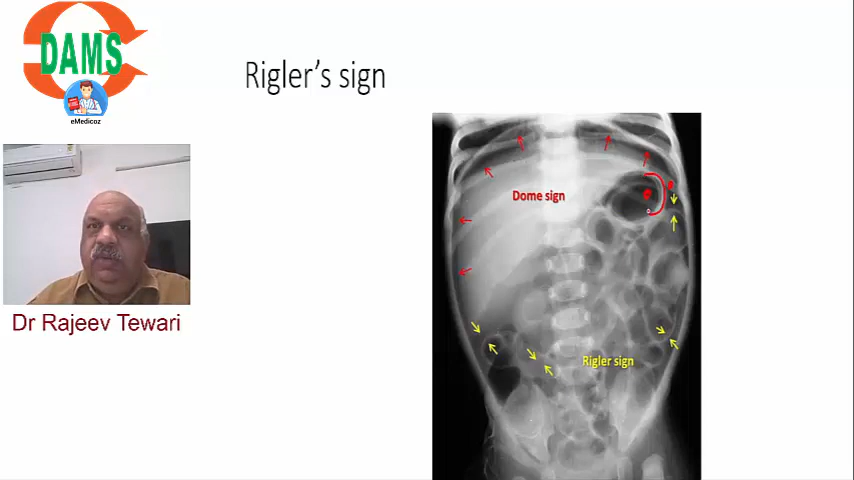 DAMS
eMedicoz
Rigler's sign
Dome sign
Dr Rajeev Tewari
Rigler sign